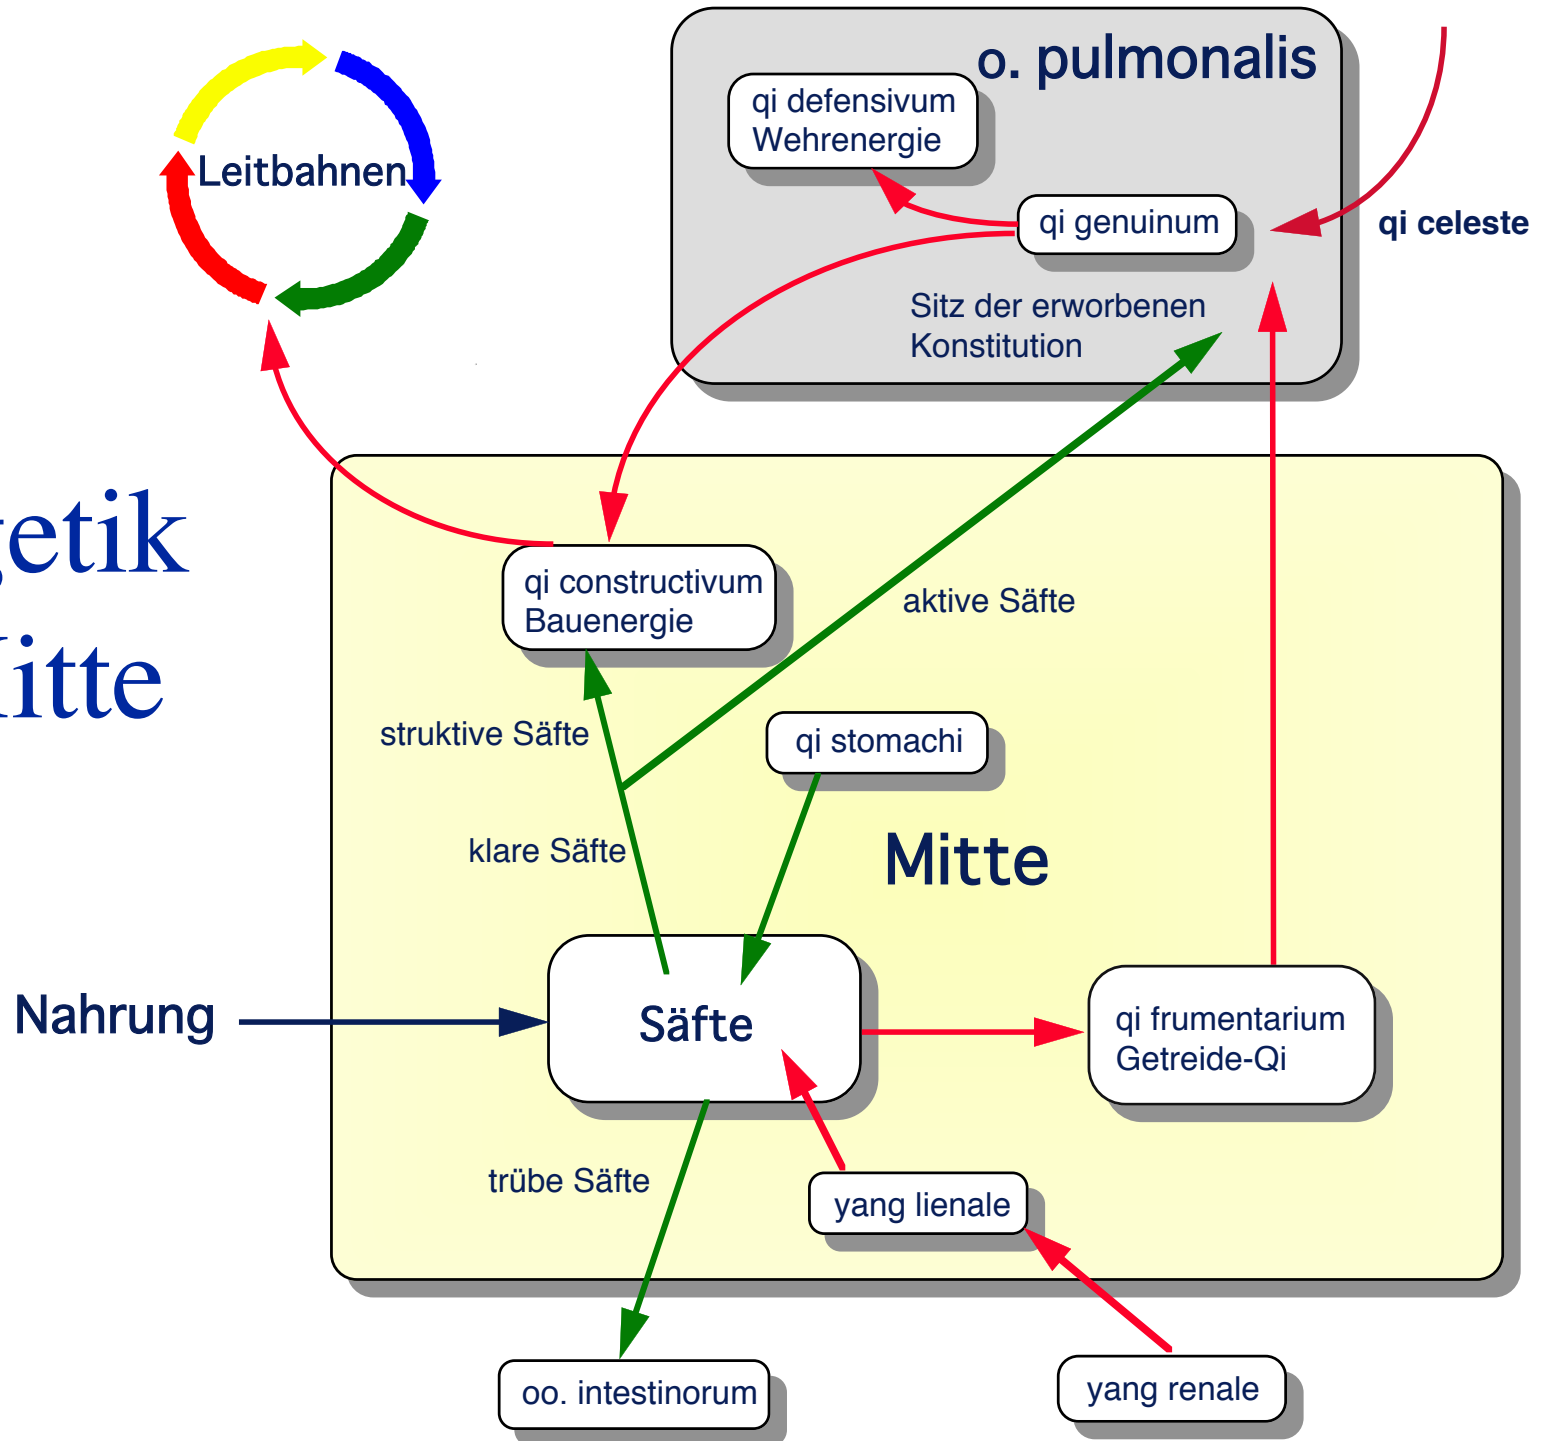 o. pulmonalis
qi defensivum
Wehrenergie
Leitbahnen
qi genuinum
qi celeste
Sitz der erworbenen
Konstitution
qi constructivum
Bauenergie
aktive Säfte
struktive Säfte
qi stomachi
klare Säfte
Mitte
Nahrung
Säfte
qi frumentarium
Getreide-Qi
trübe Säfte
yang lienale
oo. intestinorum
yang renale